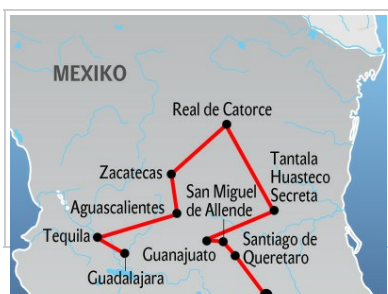 MEXIKO
Real de Catorce
Zacatecas
Tantala
Huasteco
Secreta
San Miguel
de Allende
Aguascalientes
Tequila
Guanajuato
Santiago de
Queretaro
Guadalajara